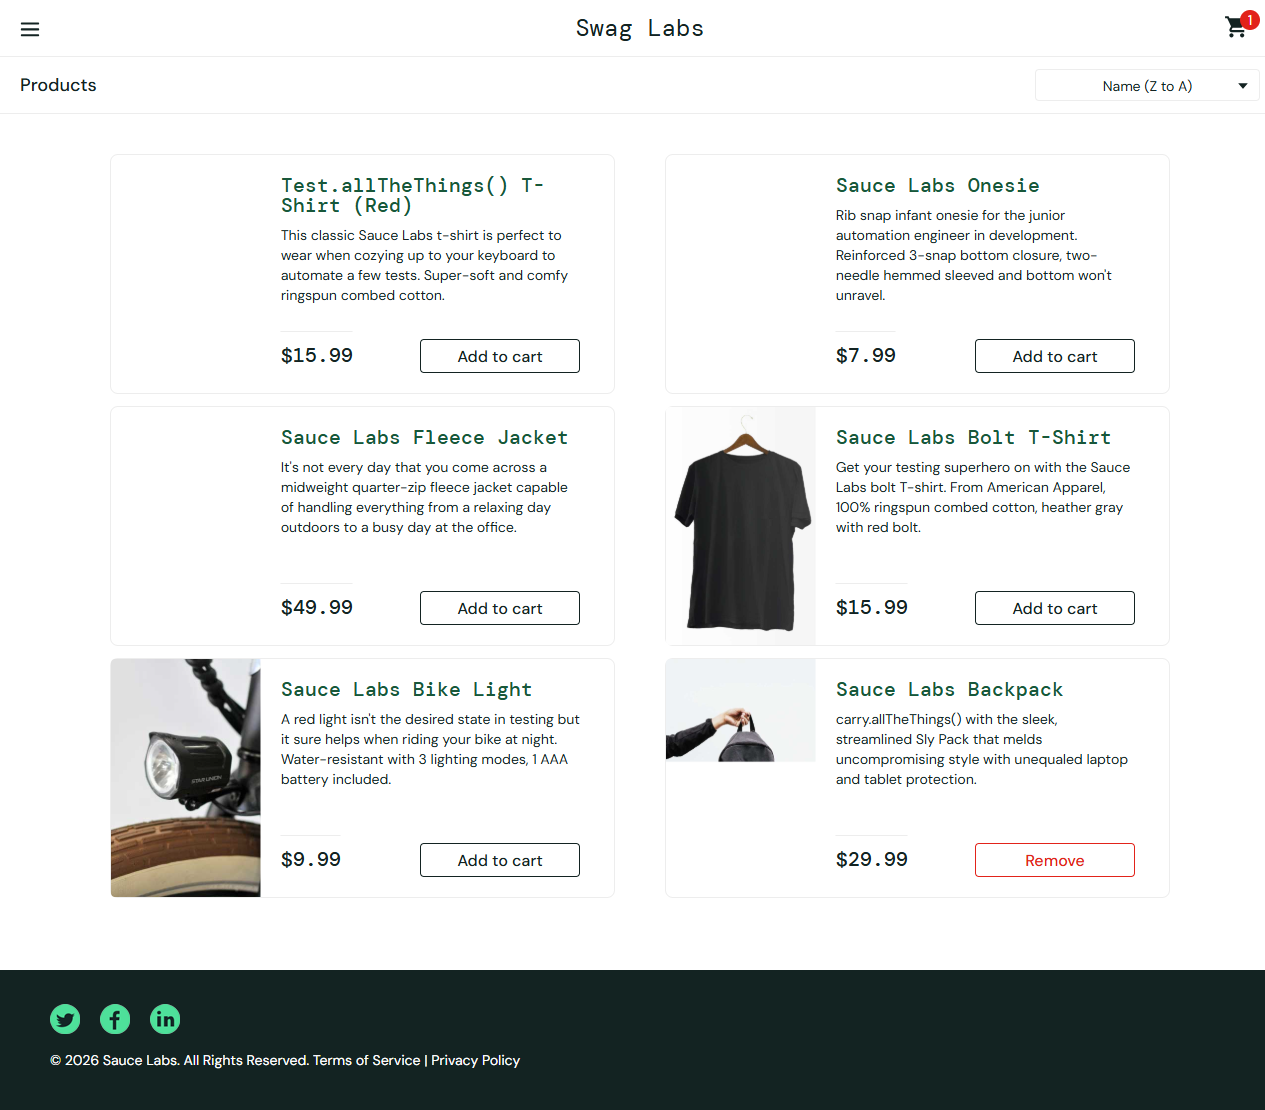 Swag Labs
1
Products
Name (Z to A)
Test.allTheThings() T-
Shirt (Red)
This classic Sauce Labs t-shirt is perfect to
wear when cozying up to your keyboard to
automate a few tests. Super-soft and comfy
ringspun combed cotton.
$15.99
Add to cart
Sauce Labs Onesie
Rib snap infant onesie for the junior
automation engineer in development.
Reinforced 3-snap bottom closure, two-
needle hemmed sleeved and bottom won't
unravel.
$7.99
Add to cart
Sauce Labs Fleece Jacket
It's not every day that you come across a
midweight quarter-zip fleece jacket capable
of handling everything from a relaxing day
outdoors to a busy day at the office.
$49.99
Add to cart
Sauce Labs Bolt T-Shirt
Get your testing superhero on with the Sauce
Labs bolt T-shirt. From American Apparel,
100% ringspun combed cotton, heather gray
with red bolt.
$15.99
Add to cart
STAR UNION
Sauce Labs Bike Light
A red light isn't the desired state in testing but
it sure helps when riding your bike at night.
Water-resistant with 3 lighting modes, 1 AAA
battery included.
$9.99
Add to cart
Sauce Labs Backpack
carry.allTheThings() with the sleek,
streamlined Sly Pack that melds
uncompromising style with unequaled laptop
and tablet protection.
$29.99
Remove
© 2026 Sauce Labs. All Rights Reserved. Terms of Service | Privacy Policy